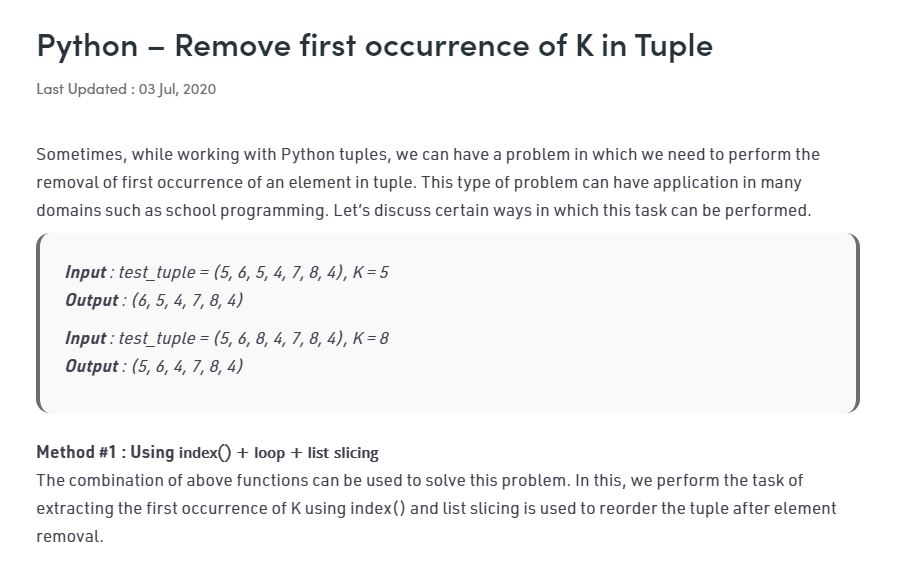 Python – Remove first occurrence of K in Tuple
Last Updated : 03 Jul, 2020
Sometimes, while working with Python tuples, we can have a problem in which we need to perform the
removal of first occurrence of an element in tuple. This type of problem can have application in many
domains such as school programming. Let’s discuss certain ways in which this task can be performed.
Input : test_tuple = (5, 6, 5, 4, 7, 8, 4), K = 5
Output : (6, 5, 4, 7, 8, 4)
Input : test_tuple = (5, 6, 8, 4, 7, 8, 4), K = 8
Output : (5, 6, 4, 7, 8, 4)
Method #1 : Using index() + loop + list slicing
The combination of above functions can be used to solve this problem. In this, we perform the task of
extracting the first occurrence of K using index() and list slicing is used to reorder the tuple after element
removal.